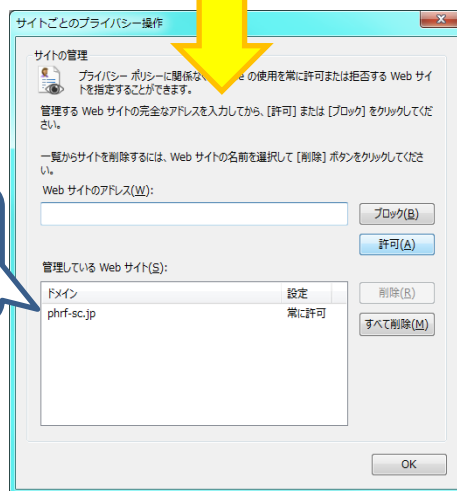 サイトごとのプライバシー操作
サイトの管理
プライバシー ポリシーに関係な の使用を常に許可または拒否する Web サイ
トを指定することができます。
管理する Web サイトの完全なアドレスを入力してから、[許可] または [ブロック] をクリックしてくだ
さい。
一覧からサイトを削除するには、Web サイトの名前を選択して [削除] ボタンをクリックしてくださ
い。
Web サイトのアドレス(W):
ブロック(B)
許可(A)
管理している Web サイト(S):
ドメイン 設定
phrf-sc.jp 常に許可
削除(R)
すべて削除(M)
OK